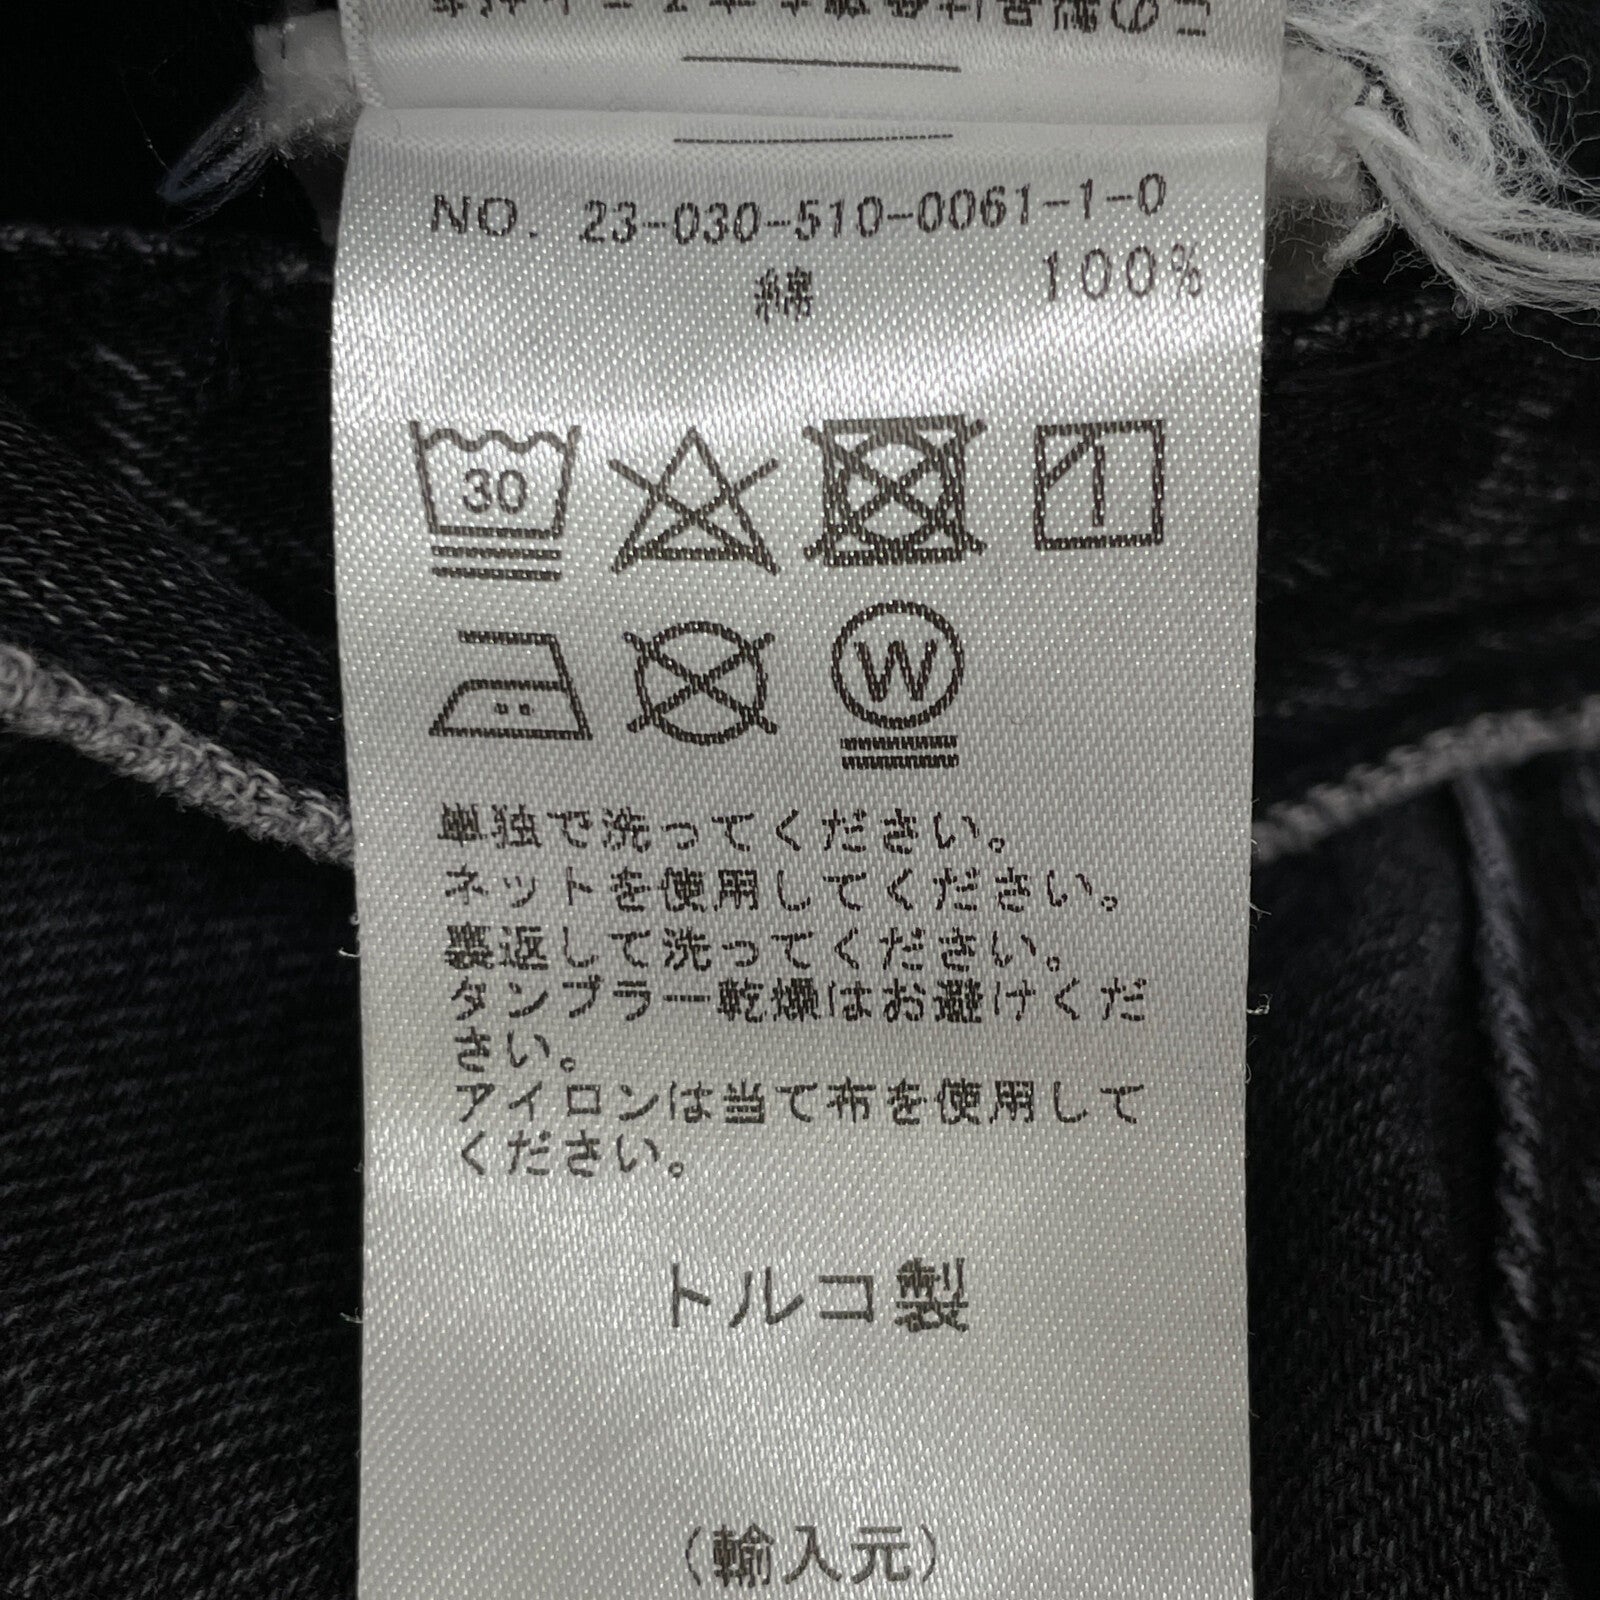 NO. 23-030-510-0061-1-0
綿 100%
30
W
単独で洗ってください。
ネットを使用してください。
裏返して洗ってください。
タンブラー乾燥はお避けくだ
さい。
アイロンは当て布を使用して
ください。
トルコ製
(輸入元)